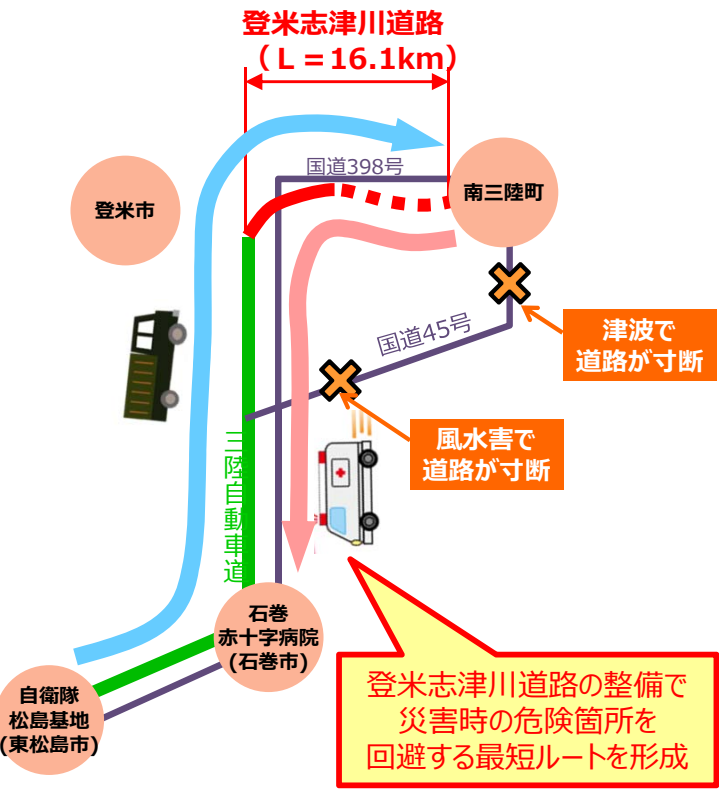 登米志津川道路
(L=16.1km)
国道398号
登米市
南三陸町
国道45号
津波で
道路が寸断
風水害で
道路が寸断
三陸自動車道
石巻
赤十字病院
(石巻市)
自衛隊
松島基地
(東松島市)
登米志津川道路の整備で
災害時の危険箇所を
回避する最短ルートを形成